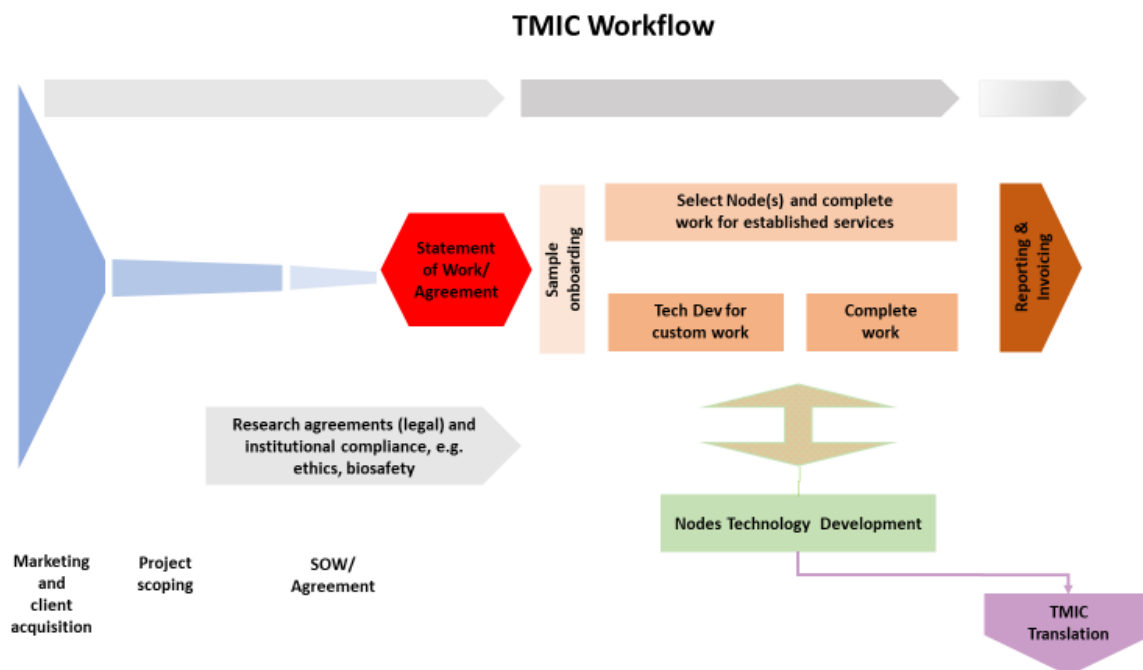 TMIC Workflow
Statement
of Work/
Agreement
Sample
onboarding
Select Node(s) and complete
work for established services
Tech Dev for
custom work
Complete
work
Reporting &
Invoicing
Research agreements (legal) and
institutional compliance, e.g.
ethics, biosafety
Nodes Technology Development
Marketing
and
client
acquisition
Project
scoping
SOW/
Agreement
TMIC
Translation